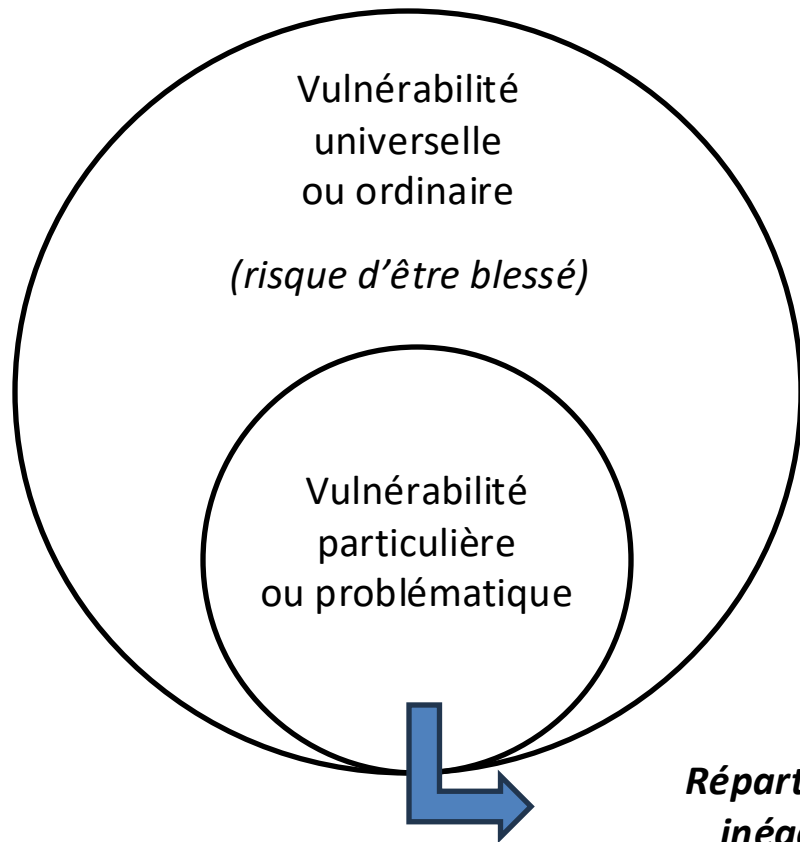 Vulnérabilité
universelle
ou ordinaire
(risque d’être blessé)
Vulnérabilité
particulière
ou problématique